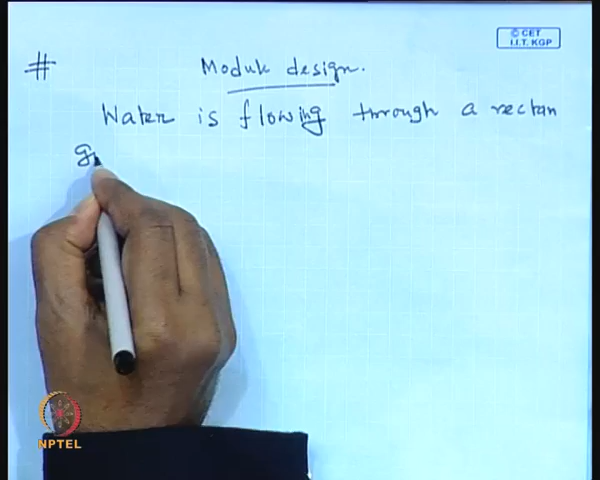 © CET
I.I.T. KGP
# Module design.
Water is flowing through a rectan
g
NPTEL